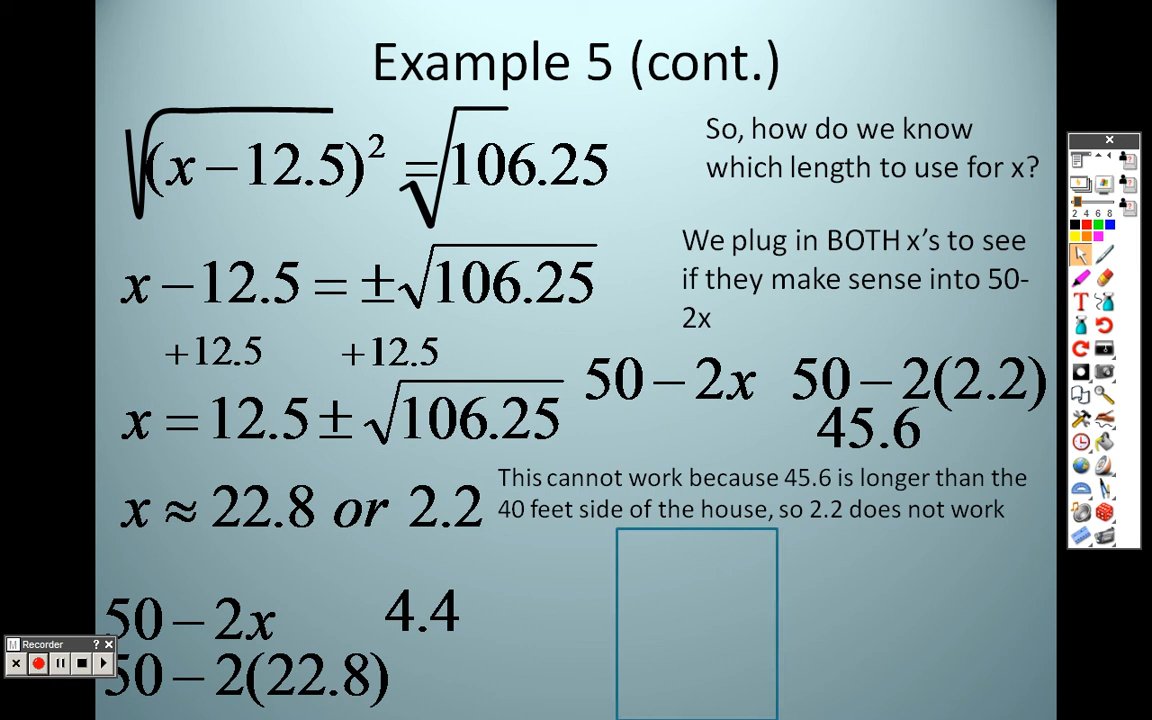 Example 5 (cont.)
√(x − 12.5)² = √106.25
x − 12.5 = ±√106.25
+12.5 +12.5
x = 12.5 ± √106.25
x ≈ 22.8 or 2.2
50 − 2x
50 − 2(22.8)
4.4
So, how do we know
which length to use for x?
We plug in BOTH x’s to see
if they make sense into 50-
2x
50 − 2x 50 − 2(2.2)
45.6
This cannot work because 45.6 is longer than the
40 feet side of the house, so 2.2 does not work
Recorder ? ×
2 4 6 8